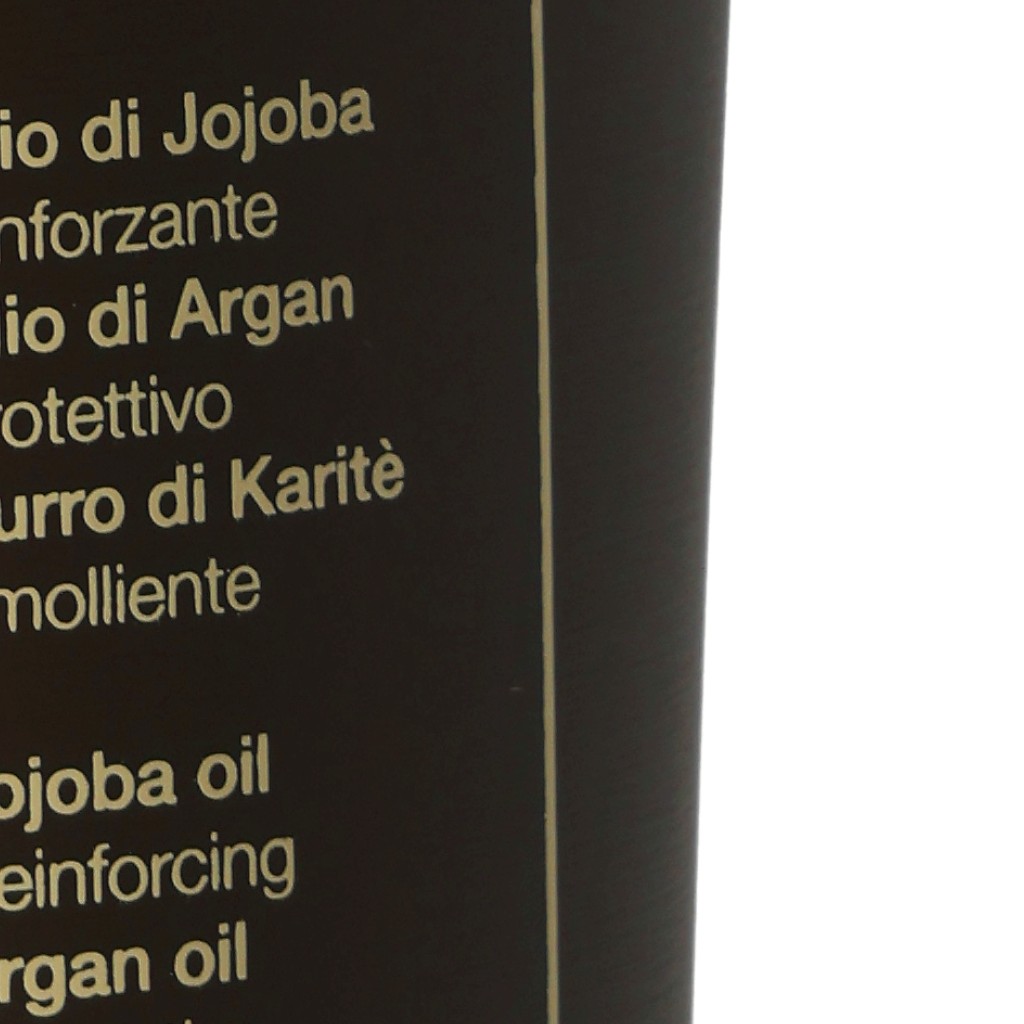 io di Jojoba
nforzante
io di Argan
rotettivo
urro di Karitè
molliente
ojoba oil
einforcing
rgan oil